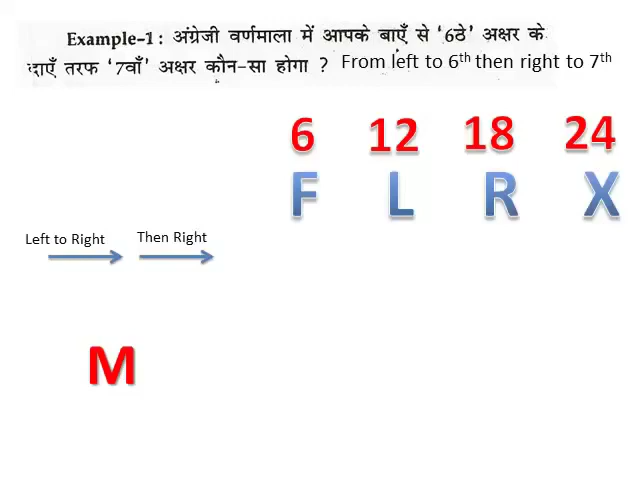 Example-1: अंग्रेजी वर्णमाला में आपके बाएँ से '6ठे' अक्षर के
दाएँ तरफ '7वाँ' अक्षर कौन-सा होगा ? From left to 6th then right to 7th
6 12 18 24
F L R X
Left to Right Then Right
M